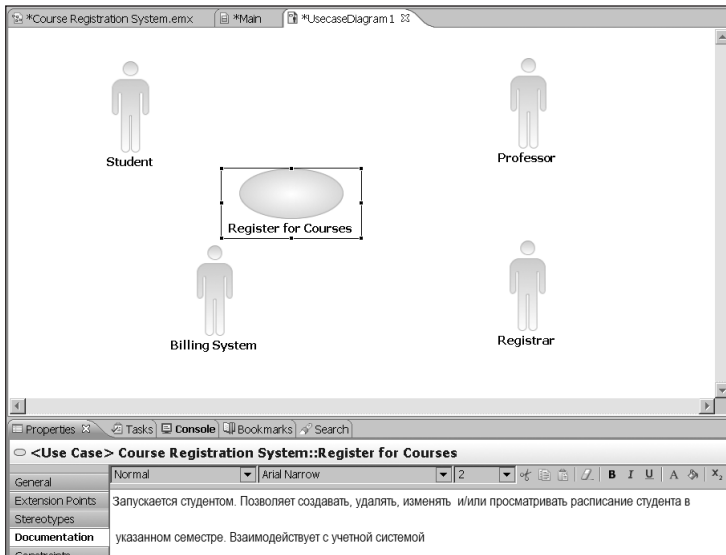 *Course Registration System.emx *Main *UsecaseDiagram1
Student
Professor
Register for Courses
Billing System
Registrar
Properties Tasks Console Bookmarks Search
<Use Case> Course Registration System::Register for Courses
General
Normal Arial Narrow 2 B I U A X₂
Extension Points
Запускается студентом. Позволяет создавать, удалять, изменять и/или просматривать расписание студента в
Stereotypes
Documentation
указанном семестре. Взаимодействует с учетной системой
Constraints